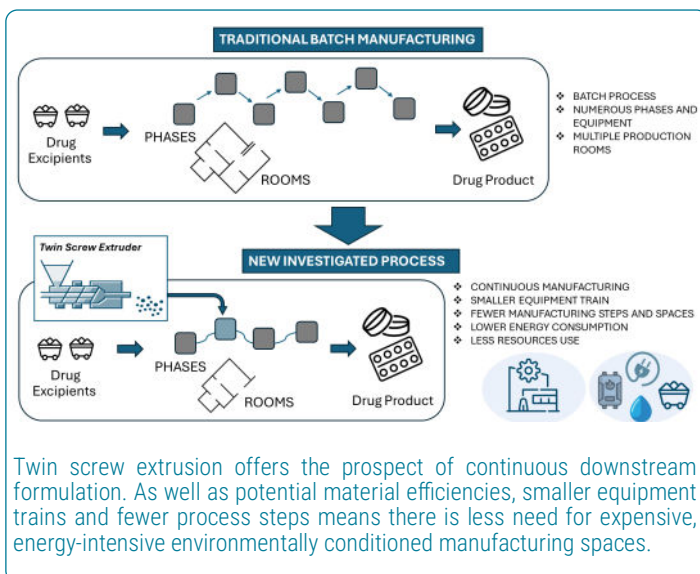 TRADITIONAL BATCH MANUFACTURING
Drug
Excipients
PHASES
ROOMS
Drug Product
❖ BATCH PROCESS
❖ NUMEROUS PHASES AND
EQUIPMENT
❖ MULTIPLE PRODUCTION
ROOMS
NEW INVESTIGATED PROCESS
Twin Screw Extruder
Drug
Excipients
PHASES
ROOMS
Drug Product
❖ CONTINUOUS MANUFACTURING
❖ SMALLER EQUIPMENT TRAIN
❖ FEWER MANUFACTURING STEPS AND SPACES
❖ LOWER ENERGY CONSUMPTION
❖ LESS RESOURCES USE
Twin screw extrusion offers the prospect of continuous downstream
formulation. As well as potential material efficiencies, smaller equipment
trains and fewer process steps means there is less need for expensive,
energy-intensive environmentally conditioned manufacturing spaces.